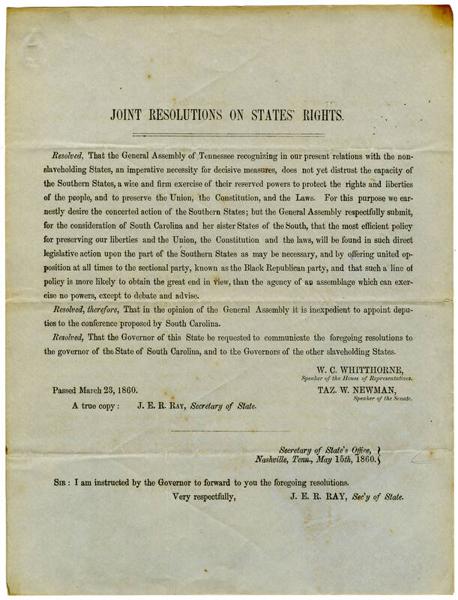 JOINT RESOLUTIONS ON STATES' RIGHTS.
Resolved, That the General Assembly of Tennessee recognizing in our present relations with the non-
slaveholding States, an imperative necessity for decisive measures, does not yet distrust the capacity of
the Southern States, a wise and firm exercise of their reserved powers to protect the rights and liberties
of the people, and to preserve the Union, the Constitution, and the Laws. For this purpose we ear-
nestly desire the concerted action of the Southern States; but the General Assembly respectfully submit,
for the consideration of South Carolina and her sister States of the South, that the most efficient policy
for preserving our liberties and the Union, the Constitution and the laws, will be found in such direct
legislative action upon the part of the Southern States as may be necessary, and by offering united op-
position at all times to the sectional party, known as the Black Republican party, and that such a line of
policy is more likely to obtain the great end in view, than the agency of an assemblage which can exer-
cise no powers, except to debate and advise.
Resolved, therefore, That in the opinion of the General Assembly it is inexpedient to appoint depu-
ties to the conference proposed by South Carolina.
Resolved, That the Governor of this State be requested to communicate the foregoing resolutions to
the governor of the State of South Carolina, and to the Governors of the other slaveholding States.
W. C. WHITTHORNE,
Speaker of the House of Representatives.
Passed March 23, 1860. TAZ. W. NEWMAN,
Speaker of the Senate.
A true copy: J. E. R. RAY, Secretary of State.
Secretary of State's Office,
Nashville, Tenn., May 15th, 1860.
SIR: I am instructed by the Governor to forward to you the foregoing resolutions.
Very respectfully, J. E. R. RAY, Sec'y of State.